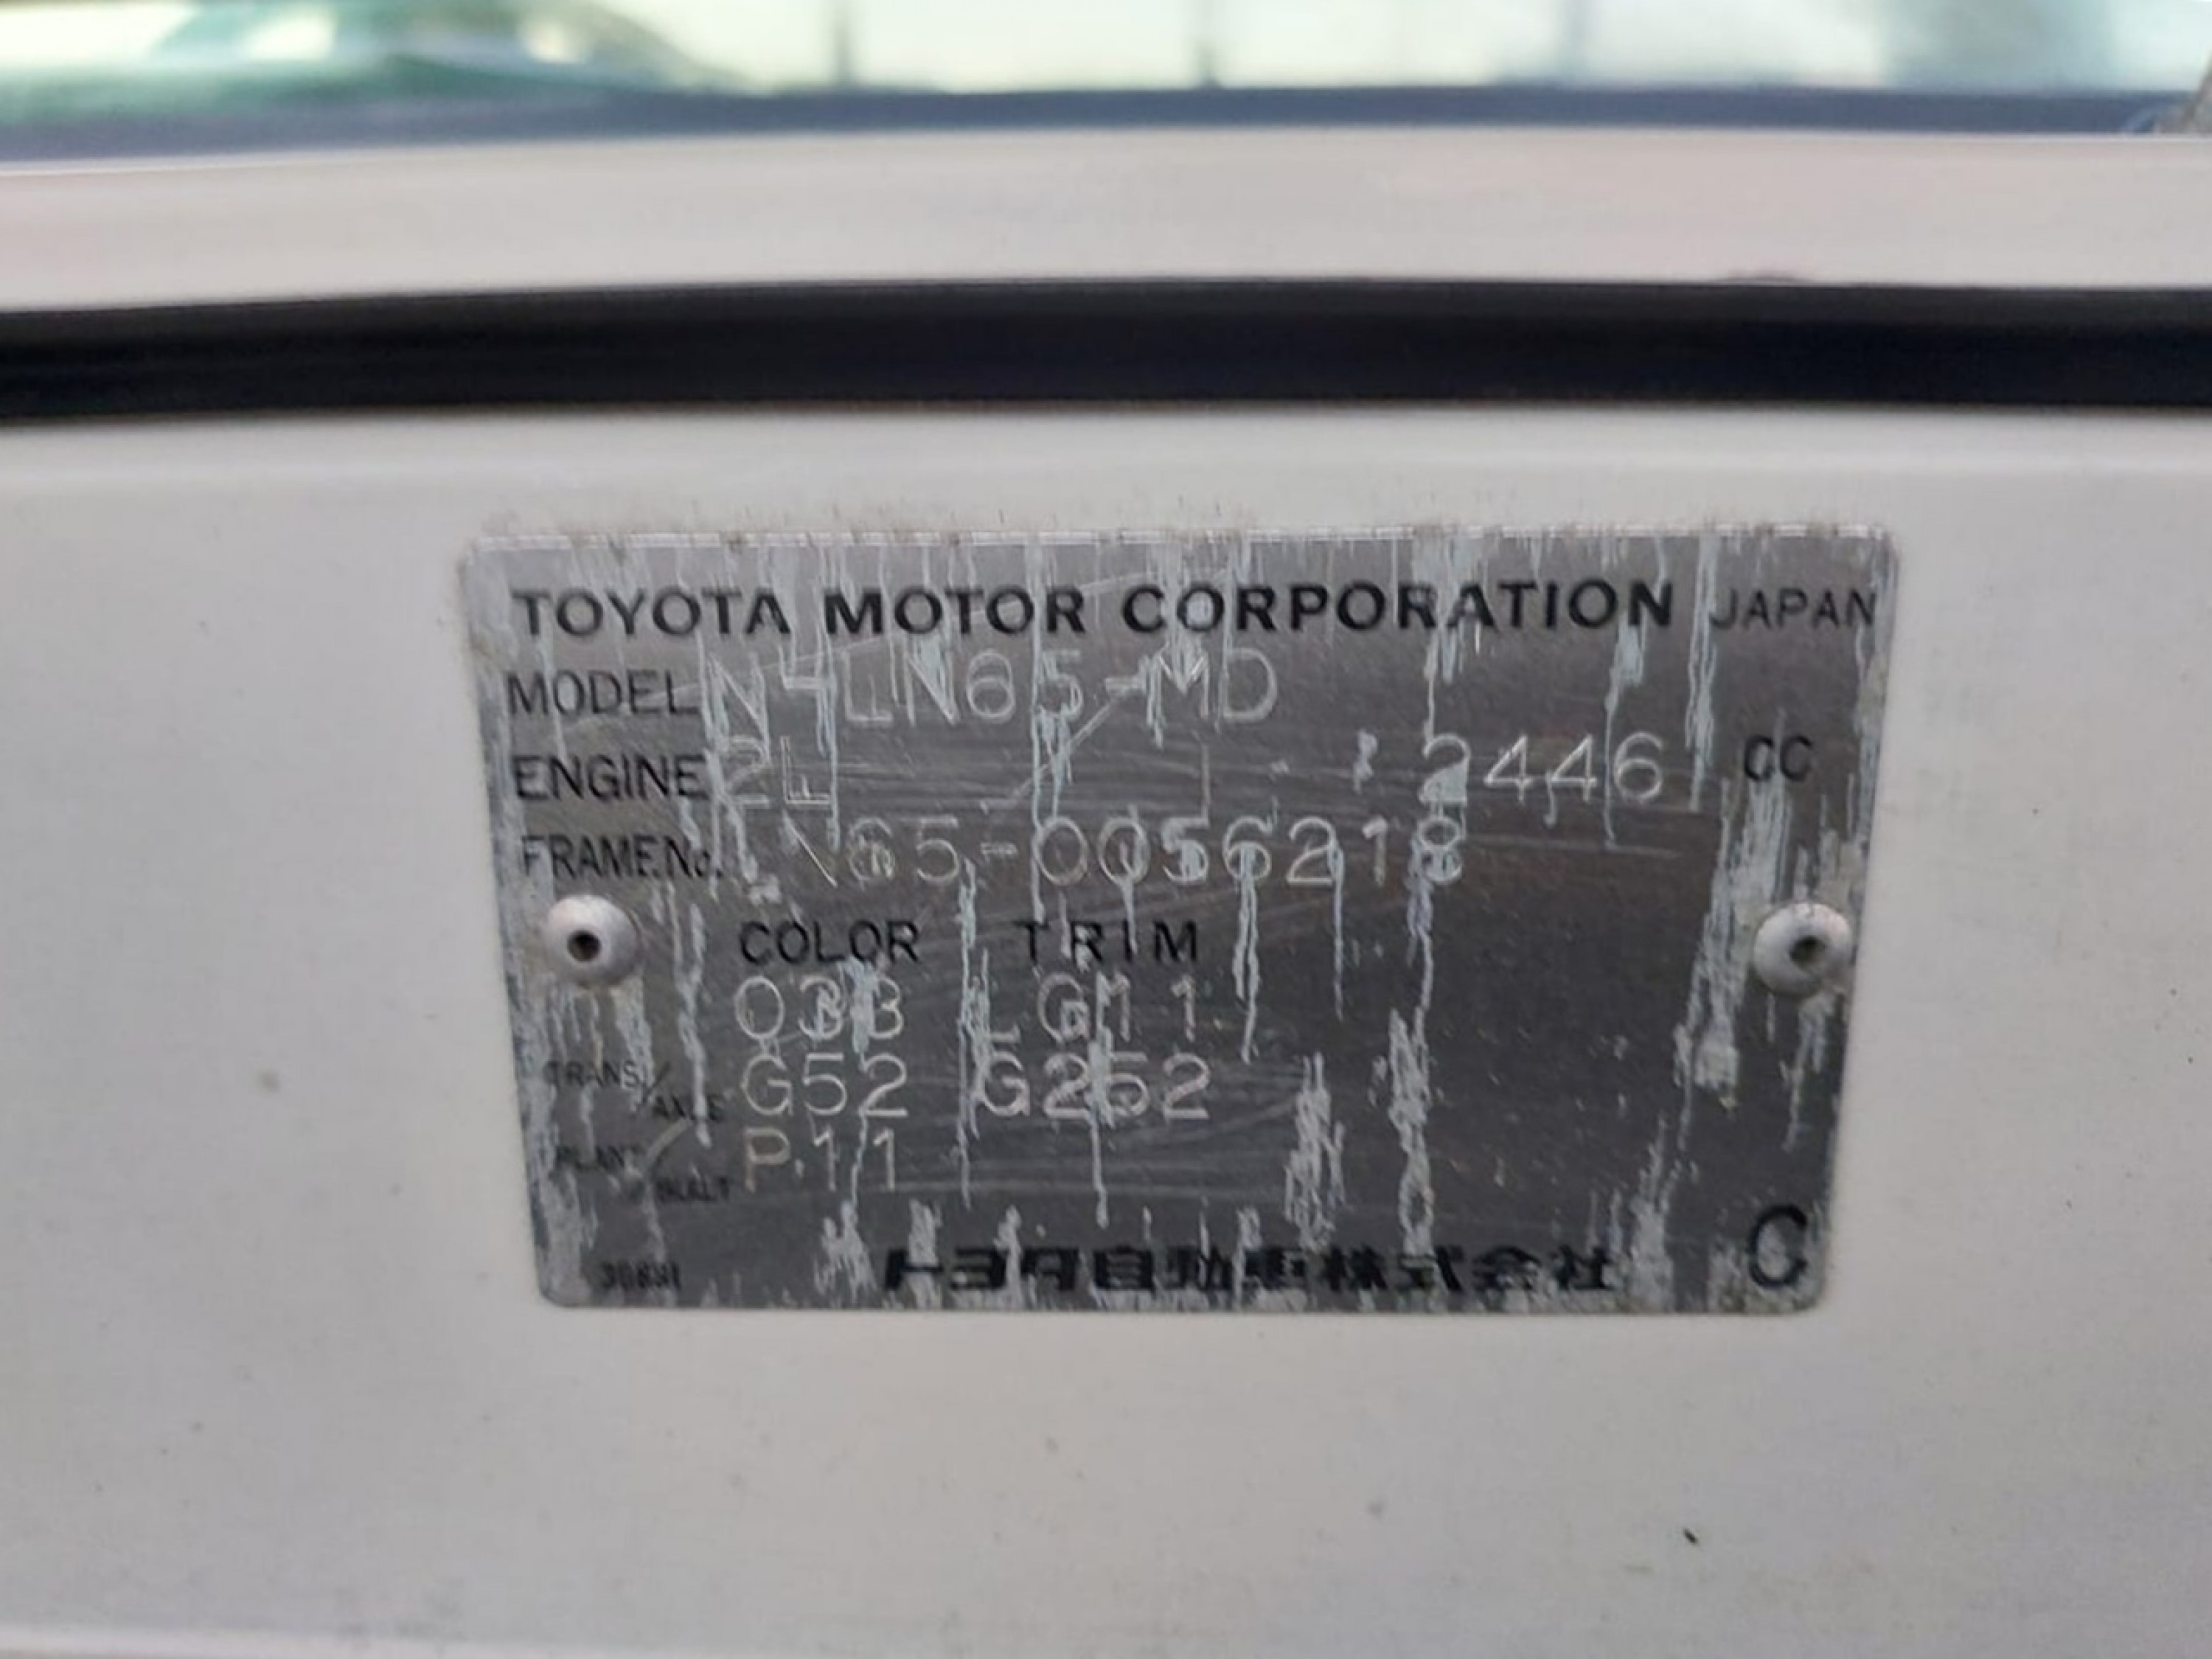 TOYOTA MOTOR CORPORATION JAPAN
MODEL N-LN65-MD
ENGINE 2L 2446 CC
FRAME No. LN65-0056218
COLOR TRIM
033 LG11
TRANS./AXLE G52 G252
PLANT/BUILT P11
トヨタ自動車株式会社 C